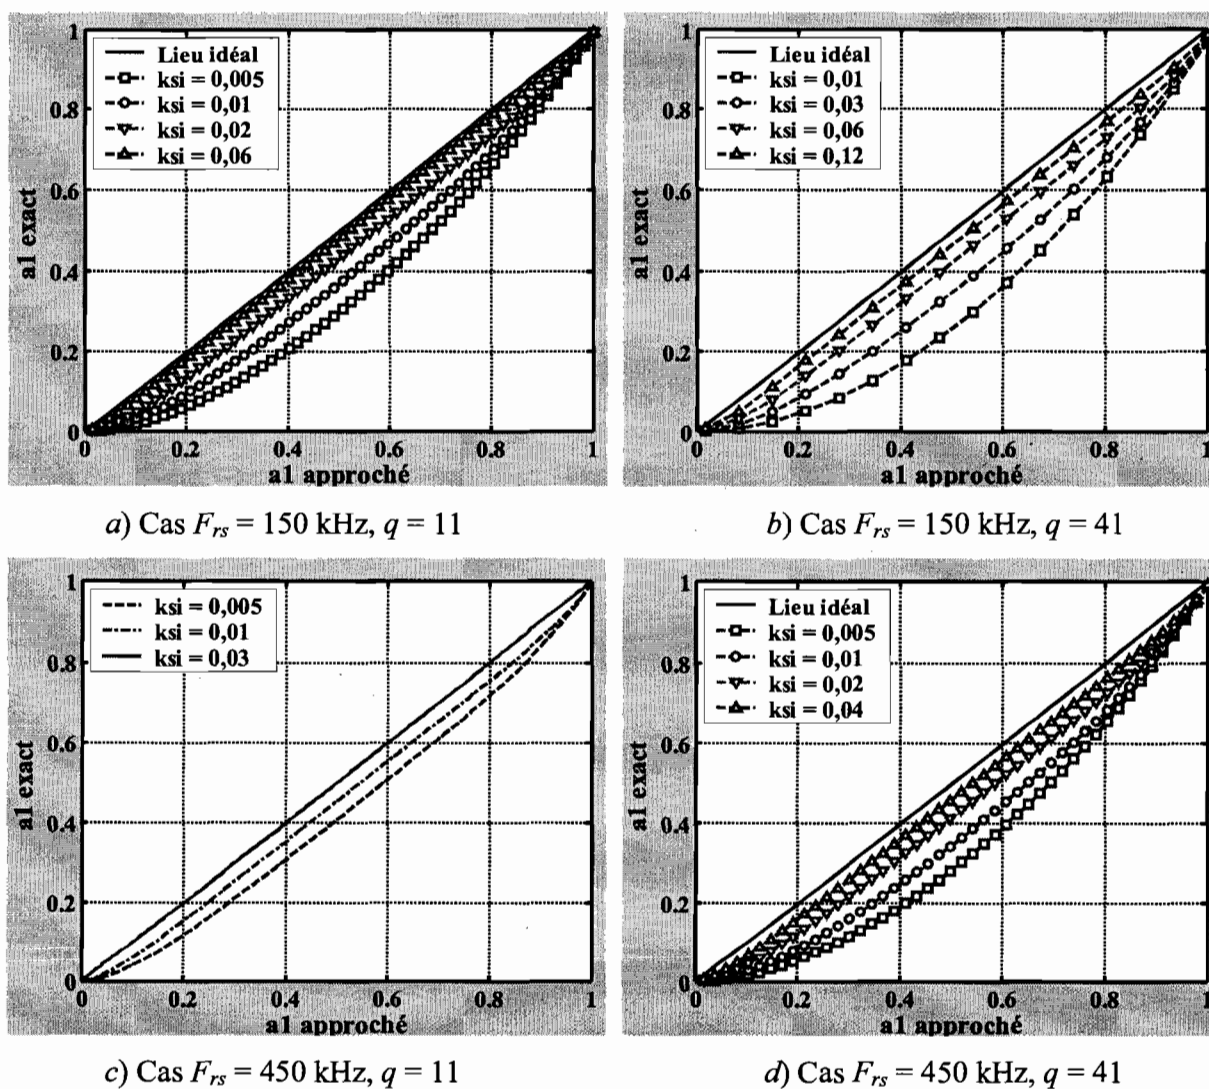 1
0.8
0.6
0.4
0.2
0
0 0.2 0.4 0.6 0.8 1
a1 exact
a1 approché
Lieu idéal
ksi = 0,005
ksi = 0,01
ksi = 0,02
ksi = 0,06
a) Cas Frs = 150 kHz, q = 11
1
0.8
0.6
0.4
0.2
0
0 0.2 0.4 0.6 0.8 1
a1 exact
a1 approché
Lieu idéal
ksi = 0,01
ksi = 0,03
ksi = 0,06
ksi = 0,12
b) Cas Frs = 150 kHz, q = 41
1
0.8
0.6
0.4
0.2
0
0 0.2 0.4 0.6 0.8 1
a1 exact
a1 approché
ksi = 0,005
ksi = 0,01
ksi = 0,03
c) Cas Frs = 450 kHz, q = 11
1
0.8
0.6
0.4
0.2
0
0 0.2 0.4 0.6 0.8 1
a1 exact
a1 approché
Lieu idéal
ksi = 0,005
ksi = 0,01
ksi = 0,02
ksi = 0,04
d) Cas Frs = 450 kHz, q = 41